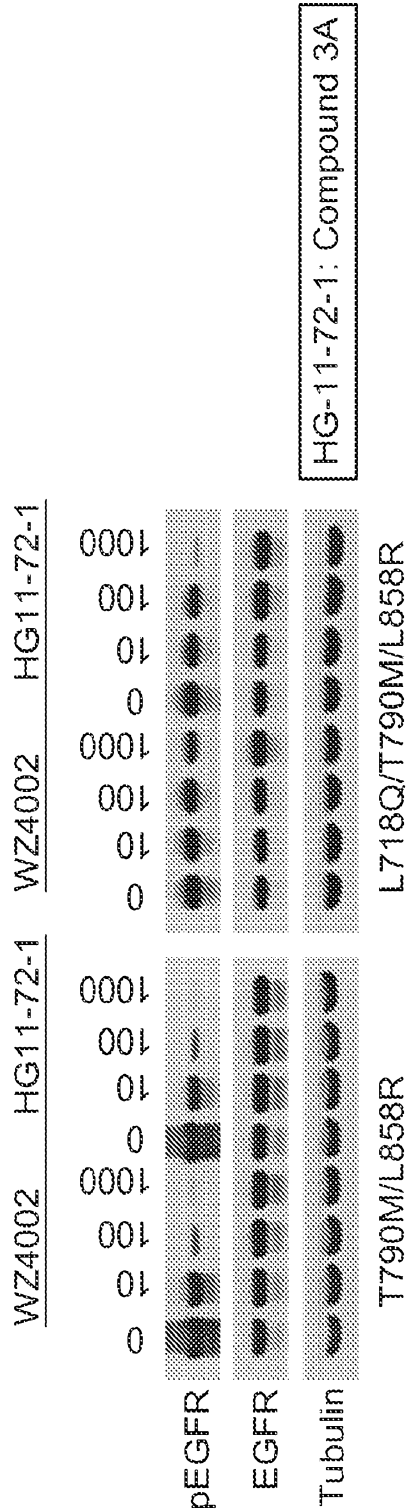 WZ4002 HG11-72-1 WZ4002 HG11-72-1
0 10 100 1000 0 10 100 1000 0 10 100 1000 0 10 100 1000
pEGFR
EGFR
Tubulin
T790M/L858R L718Q/T790M/L858R
HG-11-72-1: Compound 3A